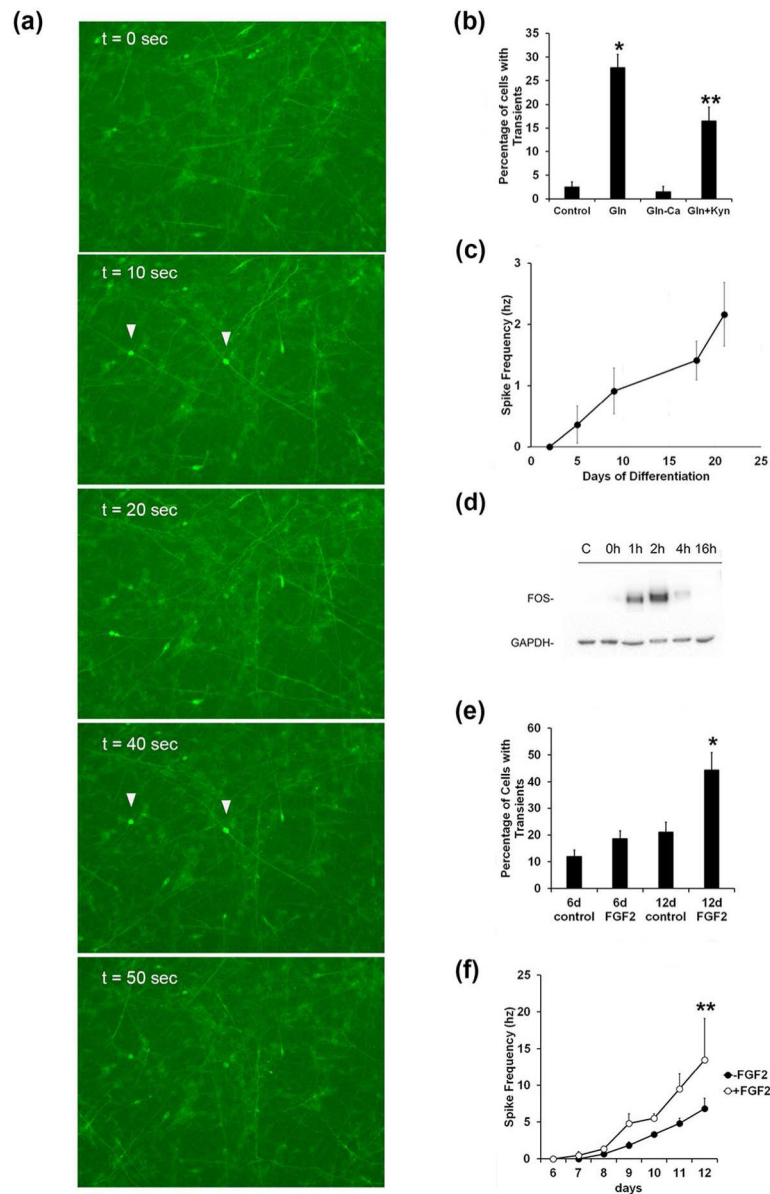 (a)
t = 0 sec
t = 10 sec
t = 20 sec
t = 40 sec
t = 50 sec
(b)
Percentage of cells with
Transients
35
30
25
20
15
10
5
0
*
**
Control Gln Gln-Ca Gln+Kyn
(c)
Spike Frequency (hz)
3
2
1
0
0 5 10 15 20 25
Days of Differentiation
(d)
C 0h 1h 2h 4h 16h
FOS-
GAPDH-
(e)
Percentage of Cells with
Transients
60
50
40
30
20
10
0
*
6d 6d 12d 12d
control FGF2 control FGF2
(f)
Spike Frequency (hz)
25
20
15
10
5
0
**
-FGF2
+FGF2
6 7 8 9 10 11 12
days